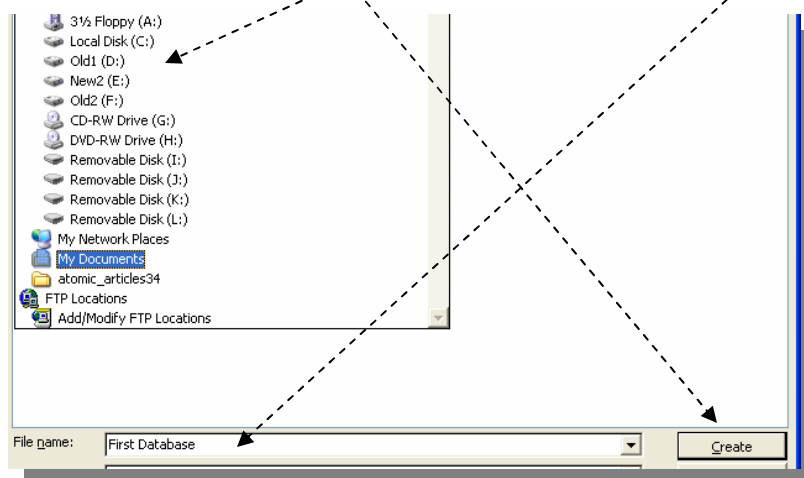 3½ Floppy (A:)
Local Disk (C:)
Old1 (D:)
New2 (E:)
Old2 (F:)
CD-RW Drive (G:)
DVD-RW Drive (H:)
Removable Disk (I:)
Removable Disk (J:)
Removable Disk (K:)
Removable Disk (L:)
My Network Places
My Documents
atomic_articles34
FTP Locations
Add/Modify FTP Locations
File name: First Database Create